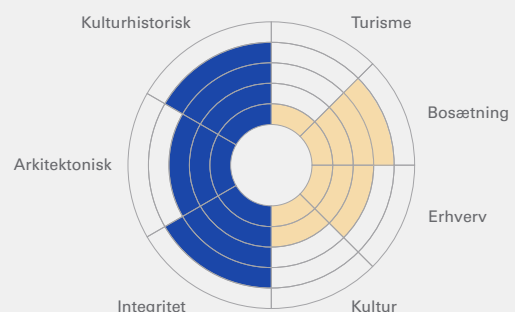 Kulturhistorisk
Turisme
Bosætning
Arkitektonisk
Erhverv
Integritet
Kultur